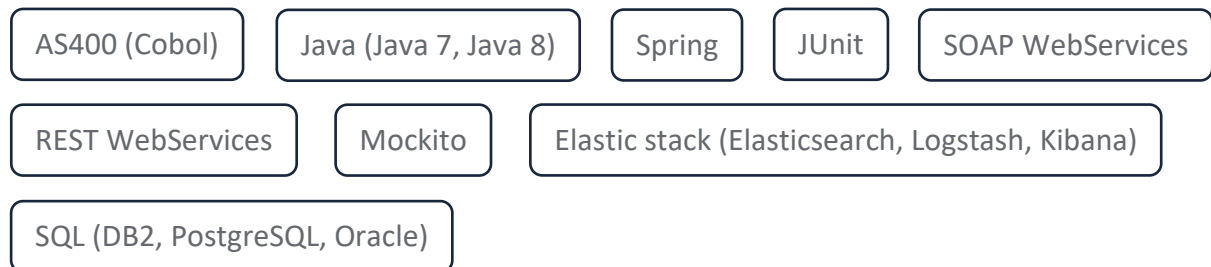 AS400 (Cobol) Java (Java 7, Java 8) Spring JUnit SOAP WebServices
REST WebServices Mockito Elastic stack (Elasticsearch, Logstash, Kibana)
SQL (DB2, PostgreSQL, Oracle)